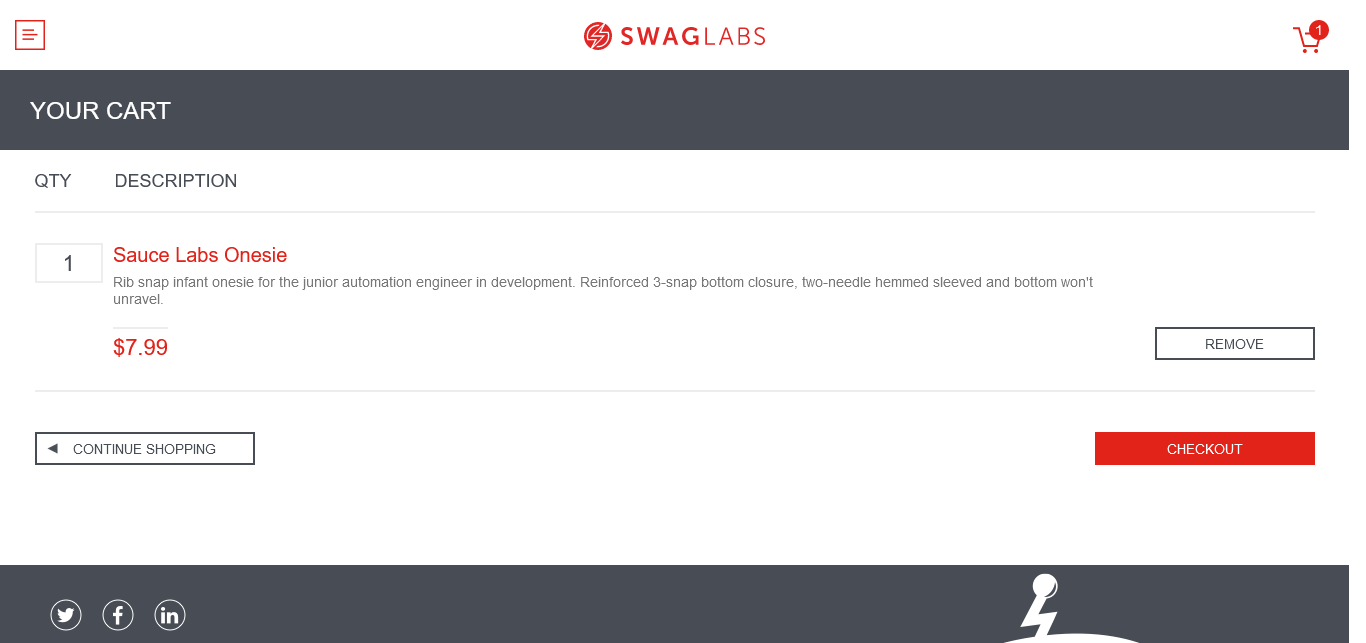 SWAGLABS
1
YOUR CART
QTY DESCRIPTION
1
Sauce Labs Onesie
Rib snap infant onesie for the junior automation engineer in development. Reinforced 3-snap bottom closure, two-needle hemmed sleeved and bottom won't
unravel.
$7.99
REMOVE
CONTINUE SHOPPING
CHECKOUT